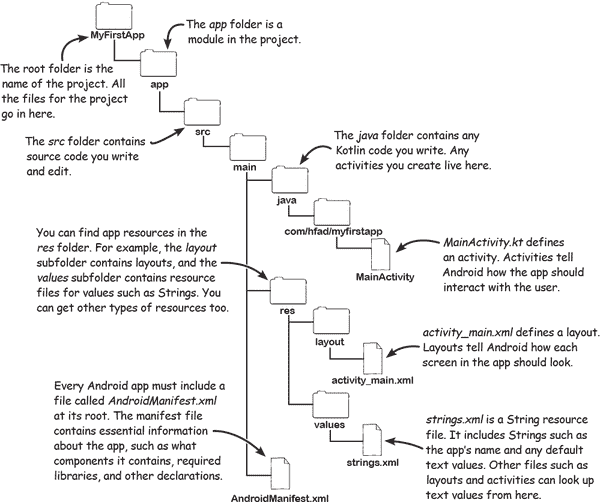 MyFirstApp
The app folder is a
module in the project.
The root folder is the
name of the project. All
the files for the project
go in here.
app
src
The src folder contains
source code you write
and edit.
main
The java folder contains any
Kotlin code you write. Any
activities you create live here.
java
com/hfad/myfirstapp
MainActivity
MainActivity.kt defines
an activity. Activities tell
Android how the app should
interact with the user.
You can find app resources in the
res folder. For example, the layout
subfolder contains layouts, and the
values subfolder contains resource
files for values such as Strings. You
can get other types of resources too.
res
layout
activity_main.xml
activity_main.xml defines a layout.
Layouts tell Android how each
screen in the app should look.
Every Android app must include a
file called AndroidManifest.xml
at its root. The manifest file
contains essential information
about the app, such as what
components it contains, required
libraries, and other declarations.
values
strings.xml
strings.xml is a String resource
file. It includes Strings such as
the app's name and any default
text values. Other files such as
layouts and activities can look up
text values from here.
AndroidManifest.xml